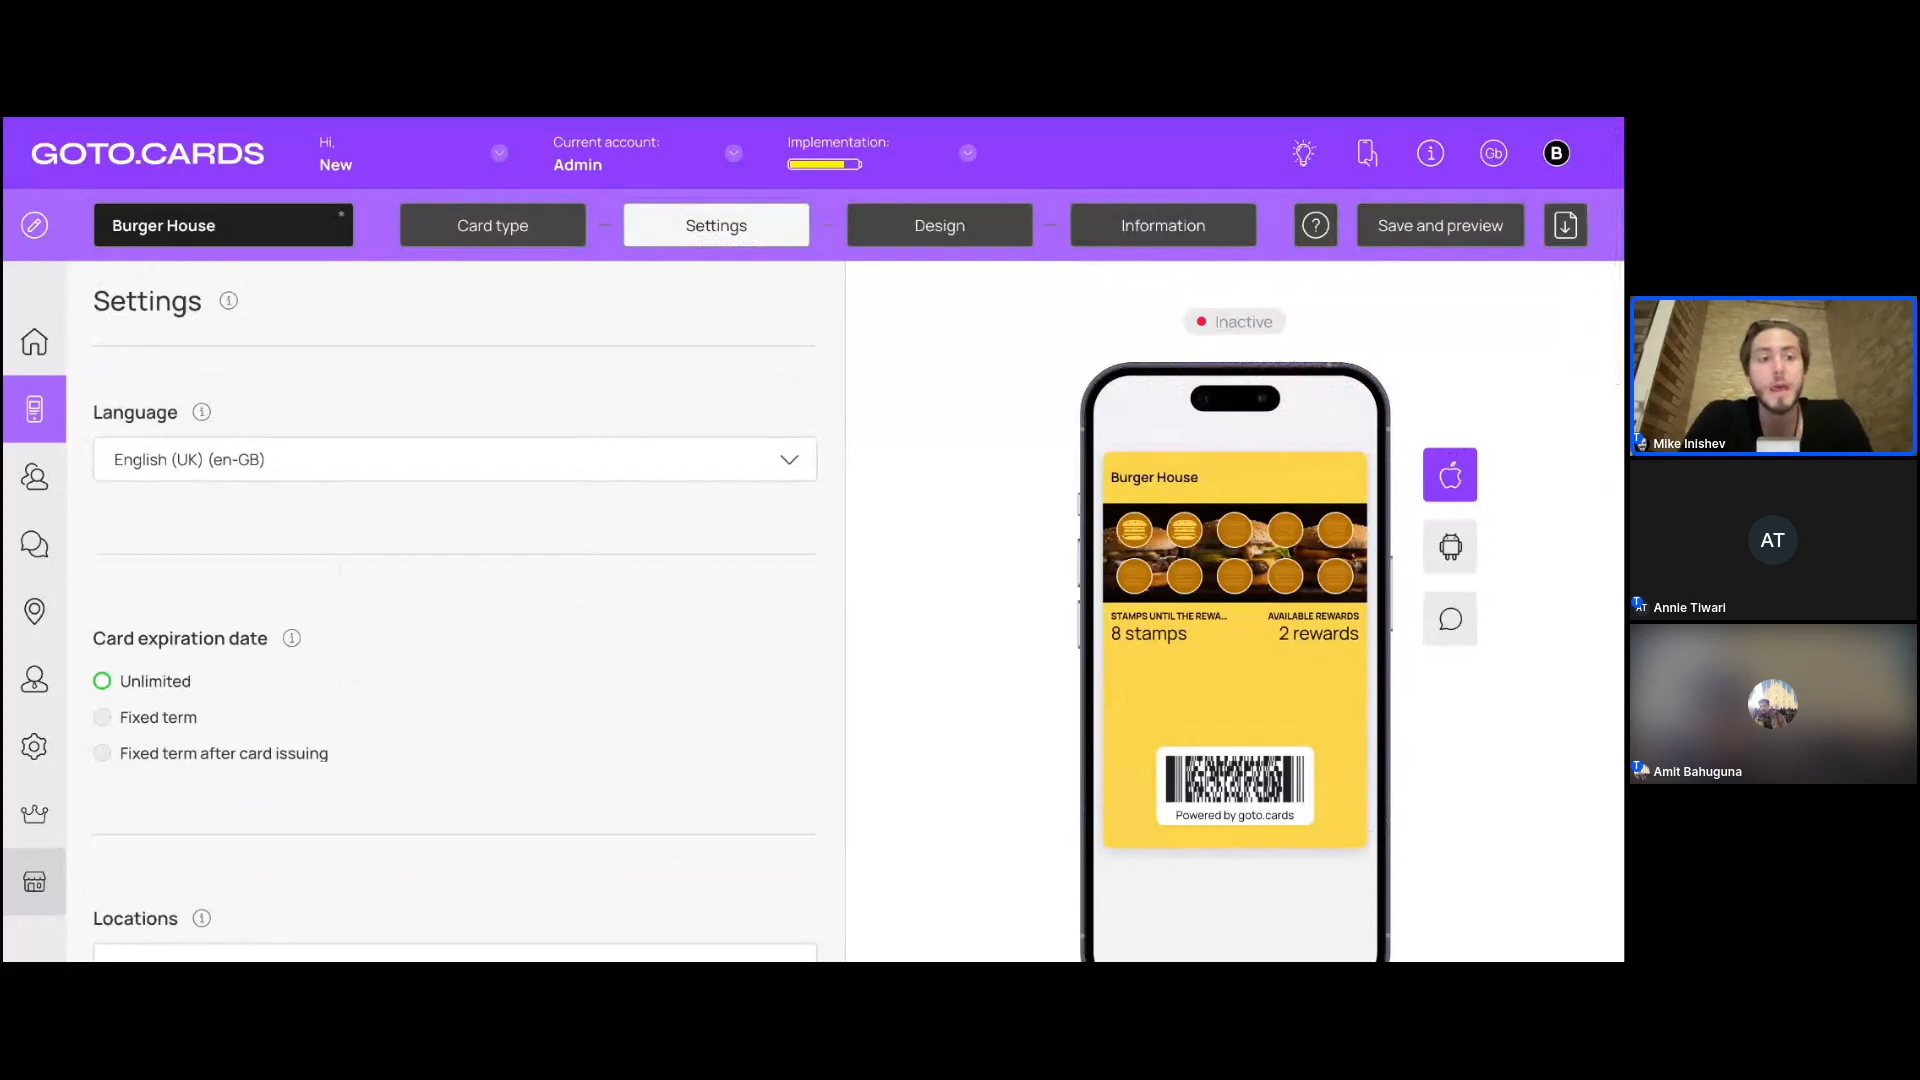 GOTO.CARDS
Hi,
New
Current account:
Admin
Implementation:
Gb
B
Burger House *
Card type
Settings
Design
Information
?
Save and preview
Settings
Language
English (UK) (en-GB)
Card expiration date
Unlimited
Fixed term
Fixed term after card issuing
Locations
Inactive
Burger House
STAMPS UNTIL THE REWA...
AVAILABLE REWARDS
8 stamps
2 rewards
Powered by goto.cards
Mike Inishev
AT
Annie Tiwari
Amit Bahuguna